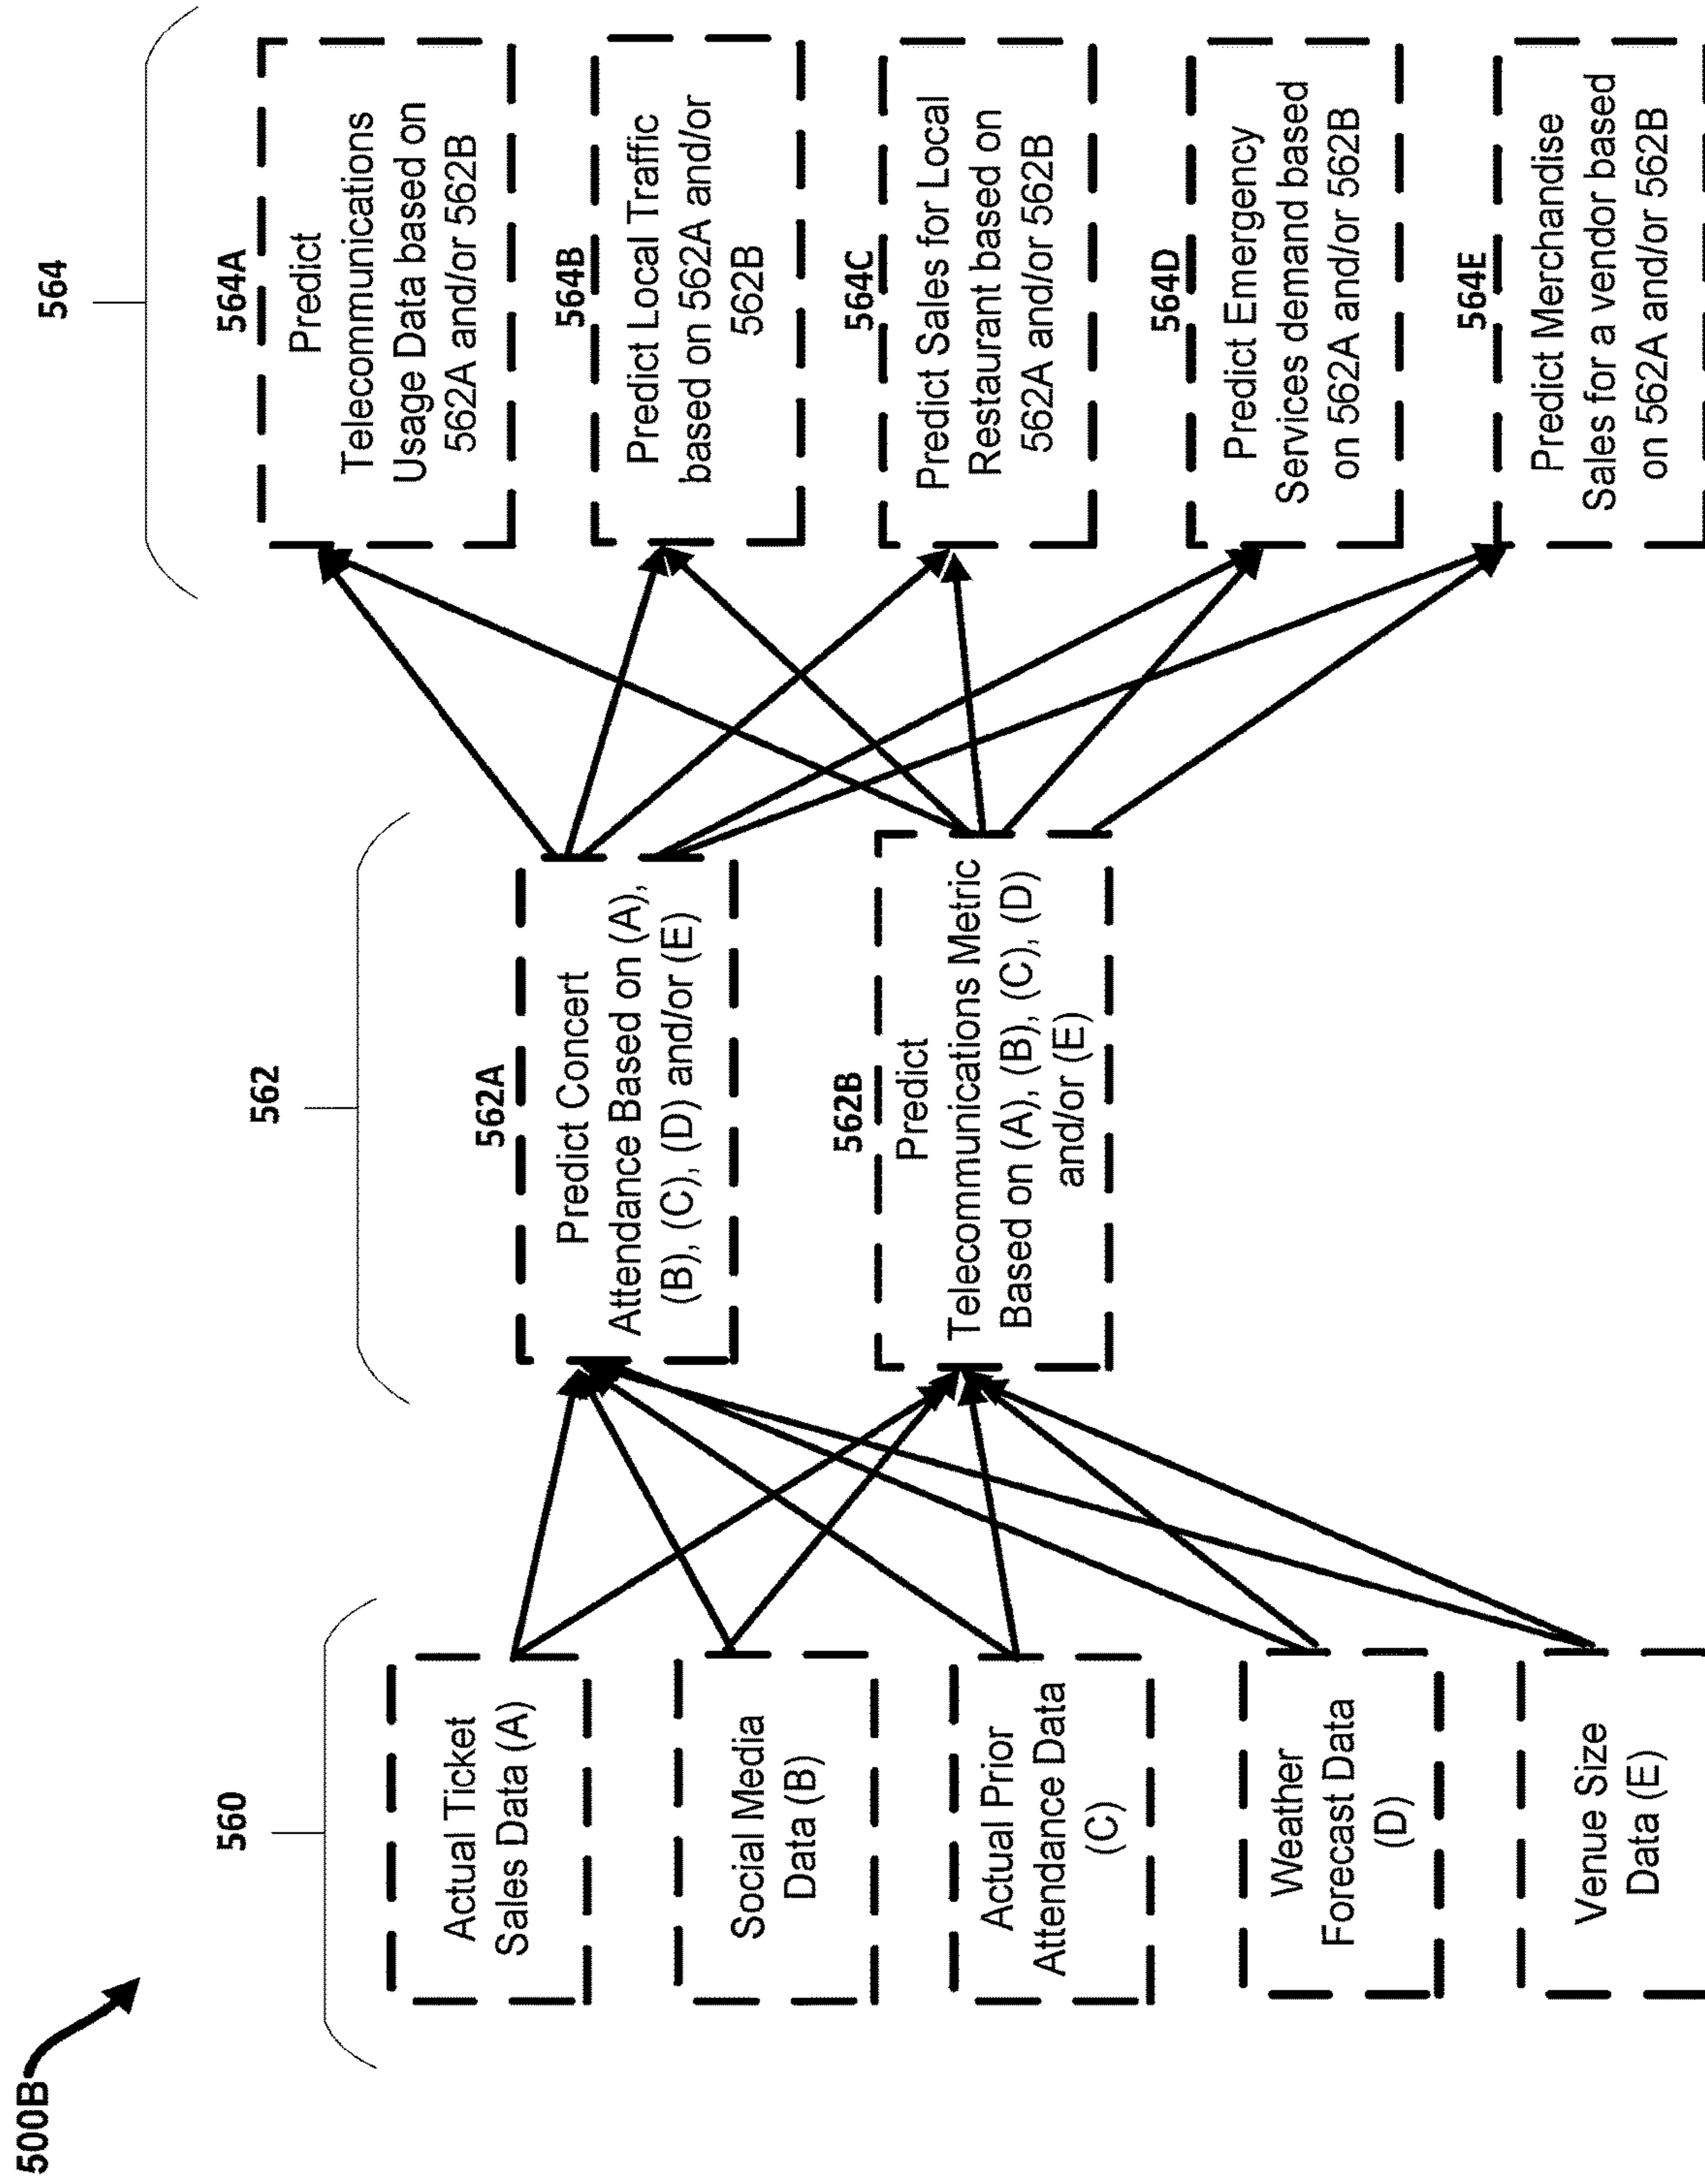 500B
560
Actual Ticket
Sales Data (A)
Social Media
Data (B)
Actual Prior
Attendance Data
(C)
Weather
Forecast Data
(D)
Venue Size
Data (E)
562
562A
Predict Concert
Attendance Based on (A),
(B), (C), (D) and/or (E)
562B
Predict
Telecommunications Metric
Based on (A), (B), (C), (D)
and/or (E)
564
564A
Predict
Telecommunications
Usage Data based on
562A and/or 562B
564B
Predict Local Traffic
based on 562A and/or
562B
564C
Predict Sales for Local
Restaurant based on
562A and/or 562B
564D
Predict Emergency
Services demand based
on 562A and/or 562B
564E
Predict Merchandise
Sales for a vendor based
on 562A and/or 562B